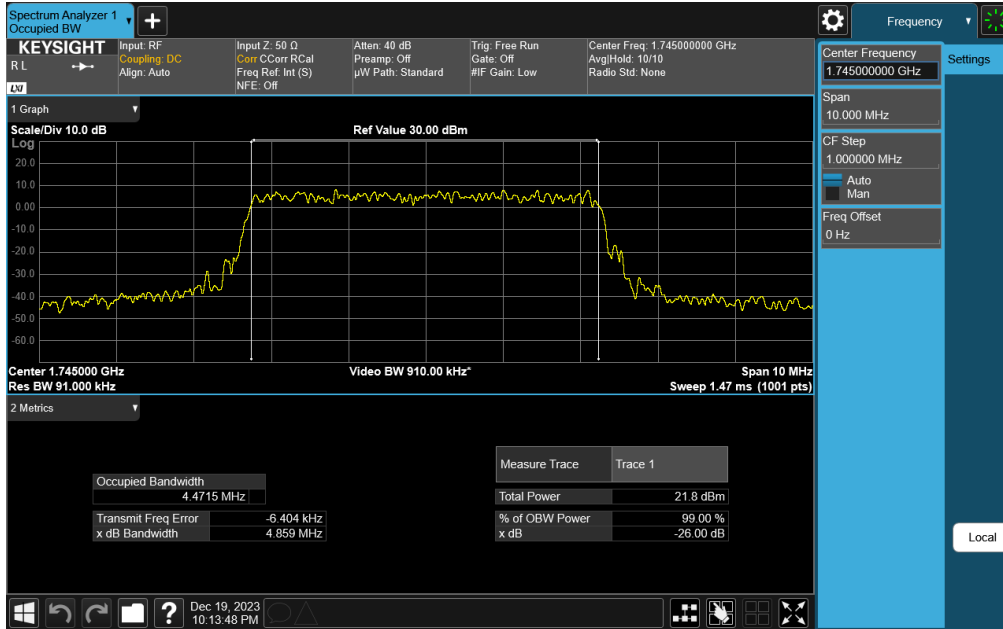 Spectrum Analyzer 1
Occupied BW
Frequency
KEYSIGHT
R L
LXI
Input: RF
Coupling: DC
Align: Auto
Input Z: 50 Ω
Corr CCorr RCal
Freq Ref: Int (S)
NFE: Off
Atten: 40 dB
Preamp: Off
µW Path: Standard
Trig: Free Run
Gate: Off
#IF Gain: Low
Center Freq: 1.745000000 GHz
Avg|Hold: 10/10
Radio Std: None
Center Frequency
1.745000000 GHz
Settings
Span
10.000 MHz
CF Step
1.000000 MHz
Auto
Man
Freq Offset
0 Hz
Local
1 Graph
Scale/Div 10.0 dB
Ref Value 30.00 dBm
Log
20.0
10.0
0.00
-10.0
-20.0
-30.0
-40.0
-50.0
-60.0
Center 1.745000 GHz
Video BW 910.00 kHz*
Span 10 MHz
Res BW 91.000 kHz
Sweep 1.47 ms (1001 pts)
2 Metrics
Occupied Bandwidth
4.4715 MHz
Transmit Freq Error -6.404 kHz
x dB Bandwidth 4.859 MHz
Measure Trace Trace 1
Total Power 21.8 dBm
% of OBW Power 99.00 %
x dB -26.00 dB
?
Dec 19, 2023
10:13:48 PM